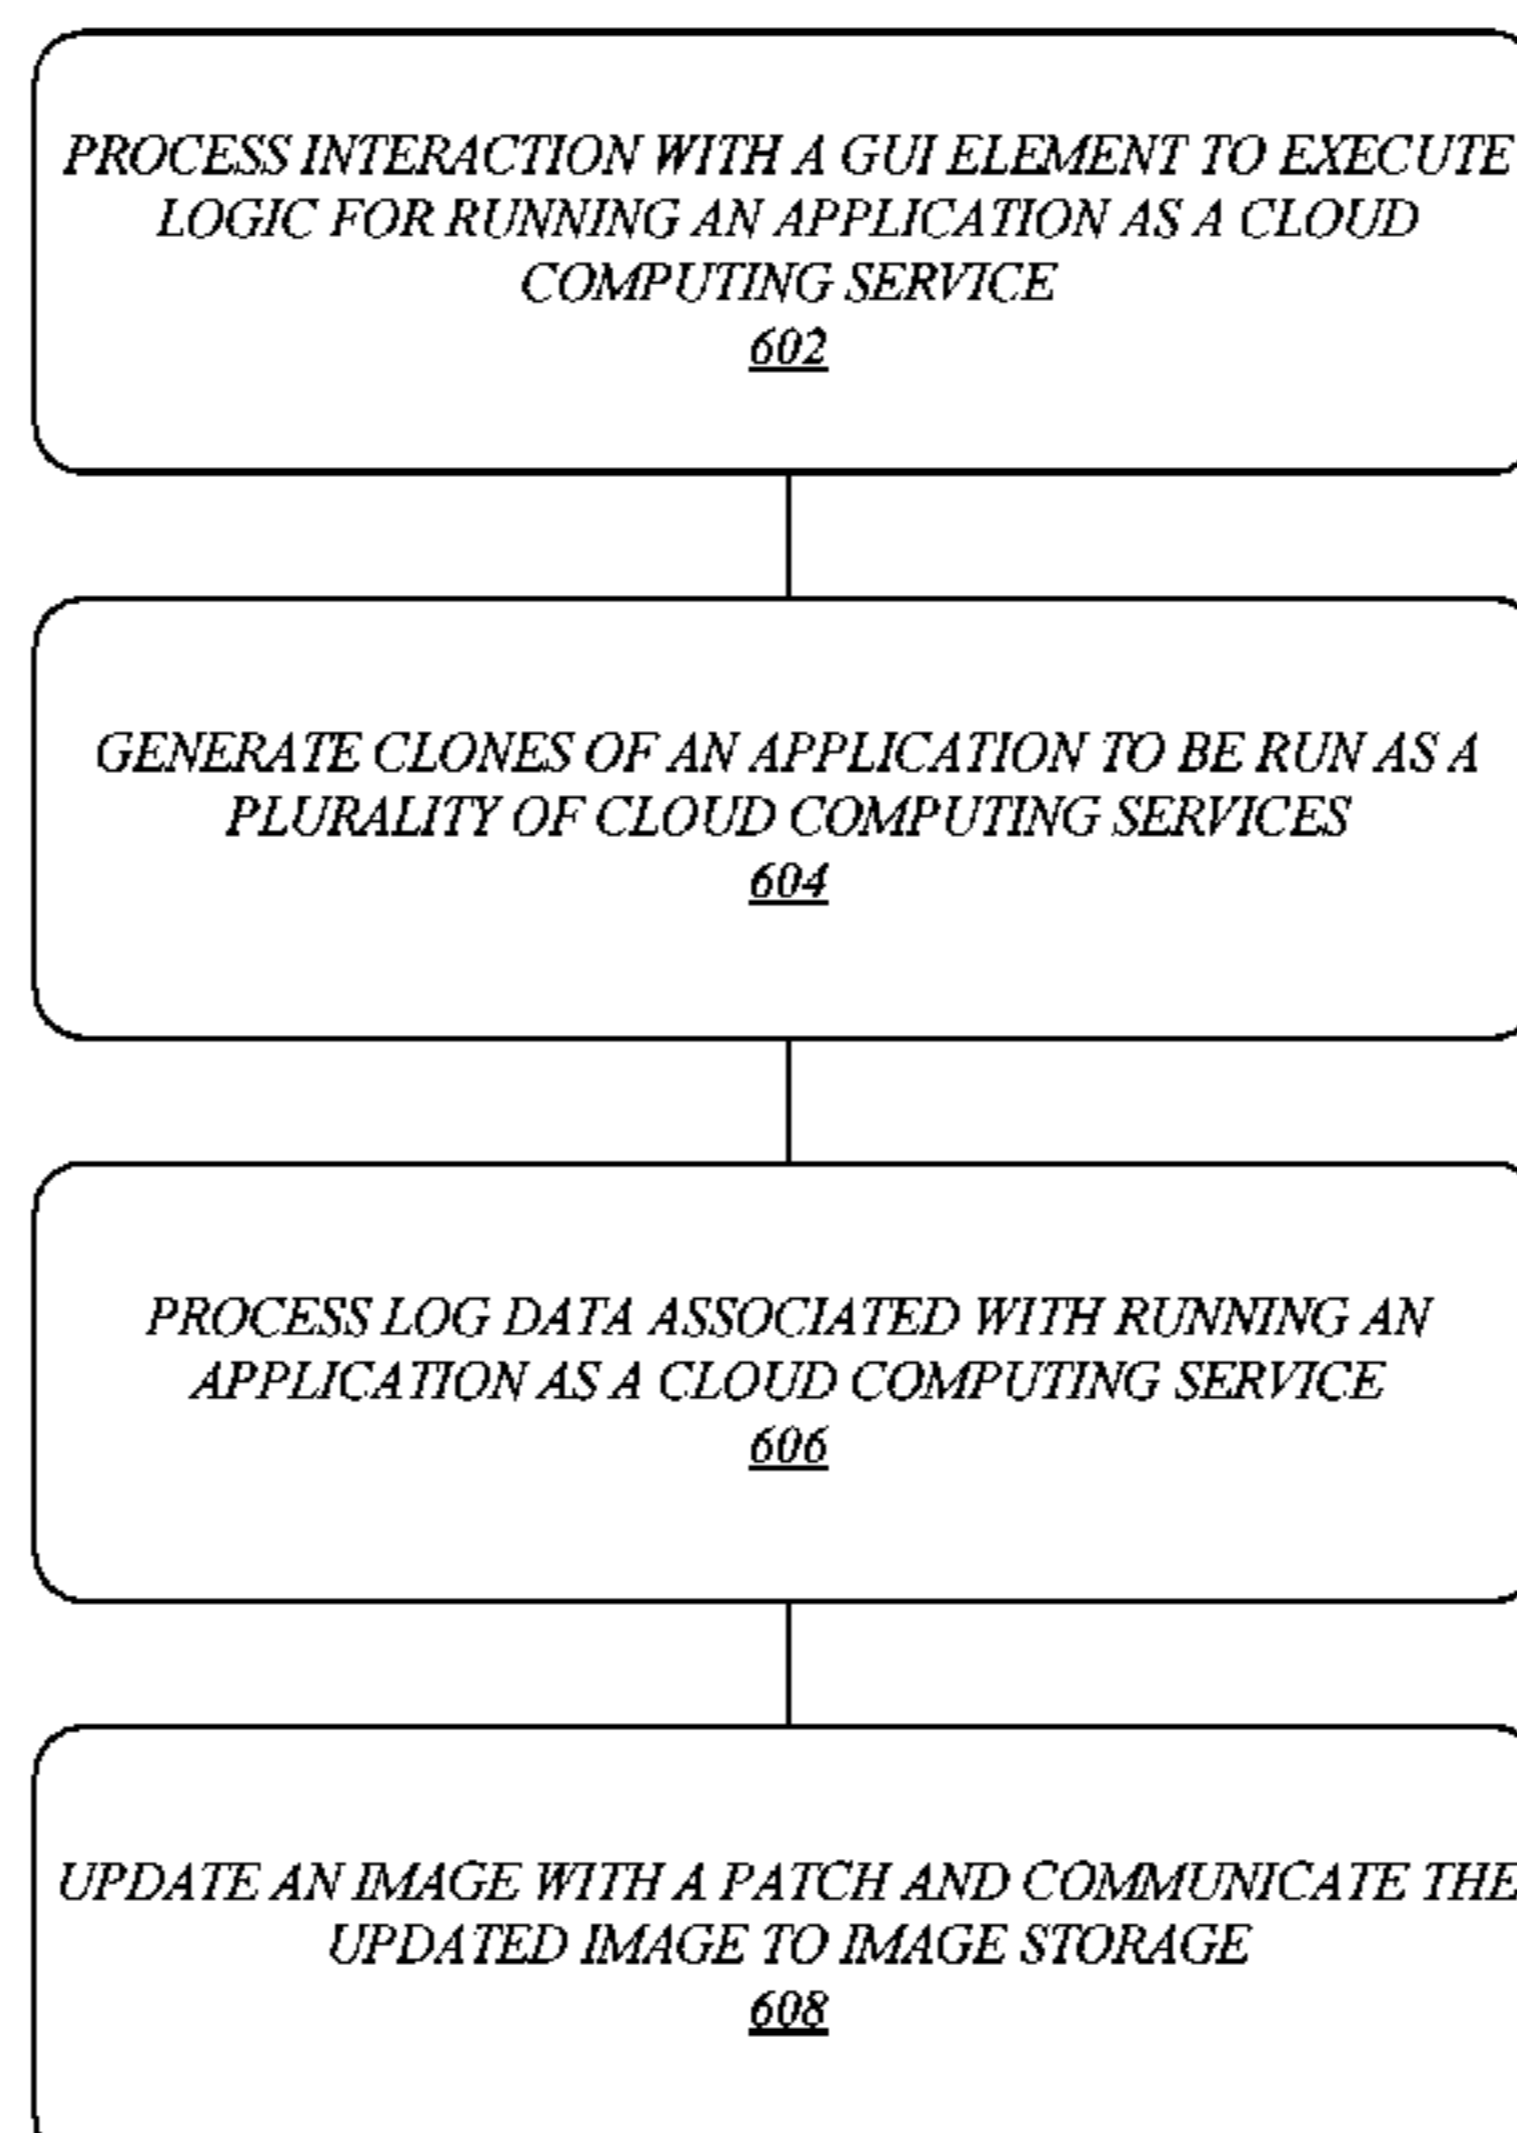 PROCESS INTERACTION WITH A GUI ELEMENT TO EXECUTE
LOGIC FOR RUNNING AN APPLICATION AS A CLOUD
COMPUTING SERVICE
602
GENERATE CLONES OF AN APPLICATION TO BE RUN AS A
PLURALITY OF CLOUD COMPUTING SERVICES
604
PROCESS LOG DATA ASSOCIATED WITH RUNNING AN
APPLICATION AS A CLOUD COMPUTING SERVICE
606
UPDATE AN IMAGE WITH A PATCH AND COMMUNICATE THE
UPDATED IMAGE TO IMAGE STORAGE
608